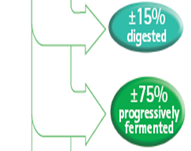 ±15%
digested
±75%
progressively
fermented